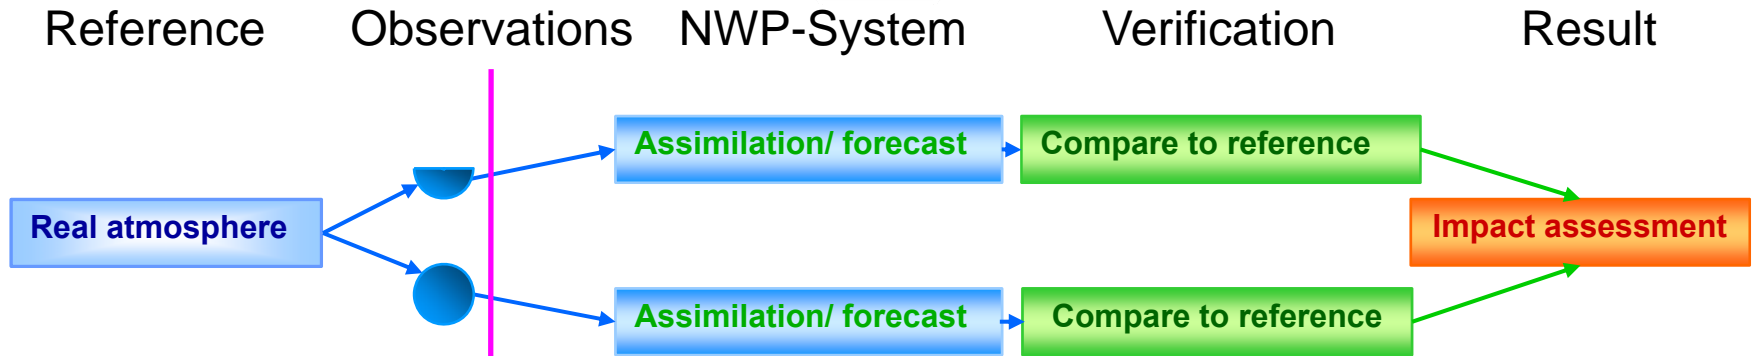 Reference Observations NWP-System Verification Result
Assimilation/ forecast Compare to reference
Real atmosphere Impact assessment
Assimilation/ forecast Compare to reference